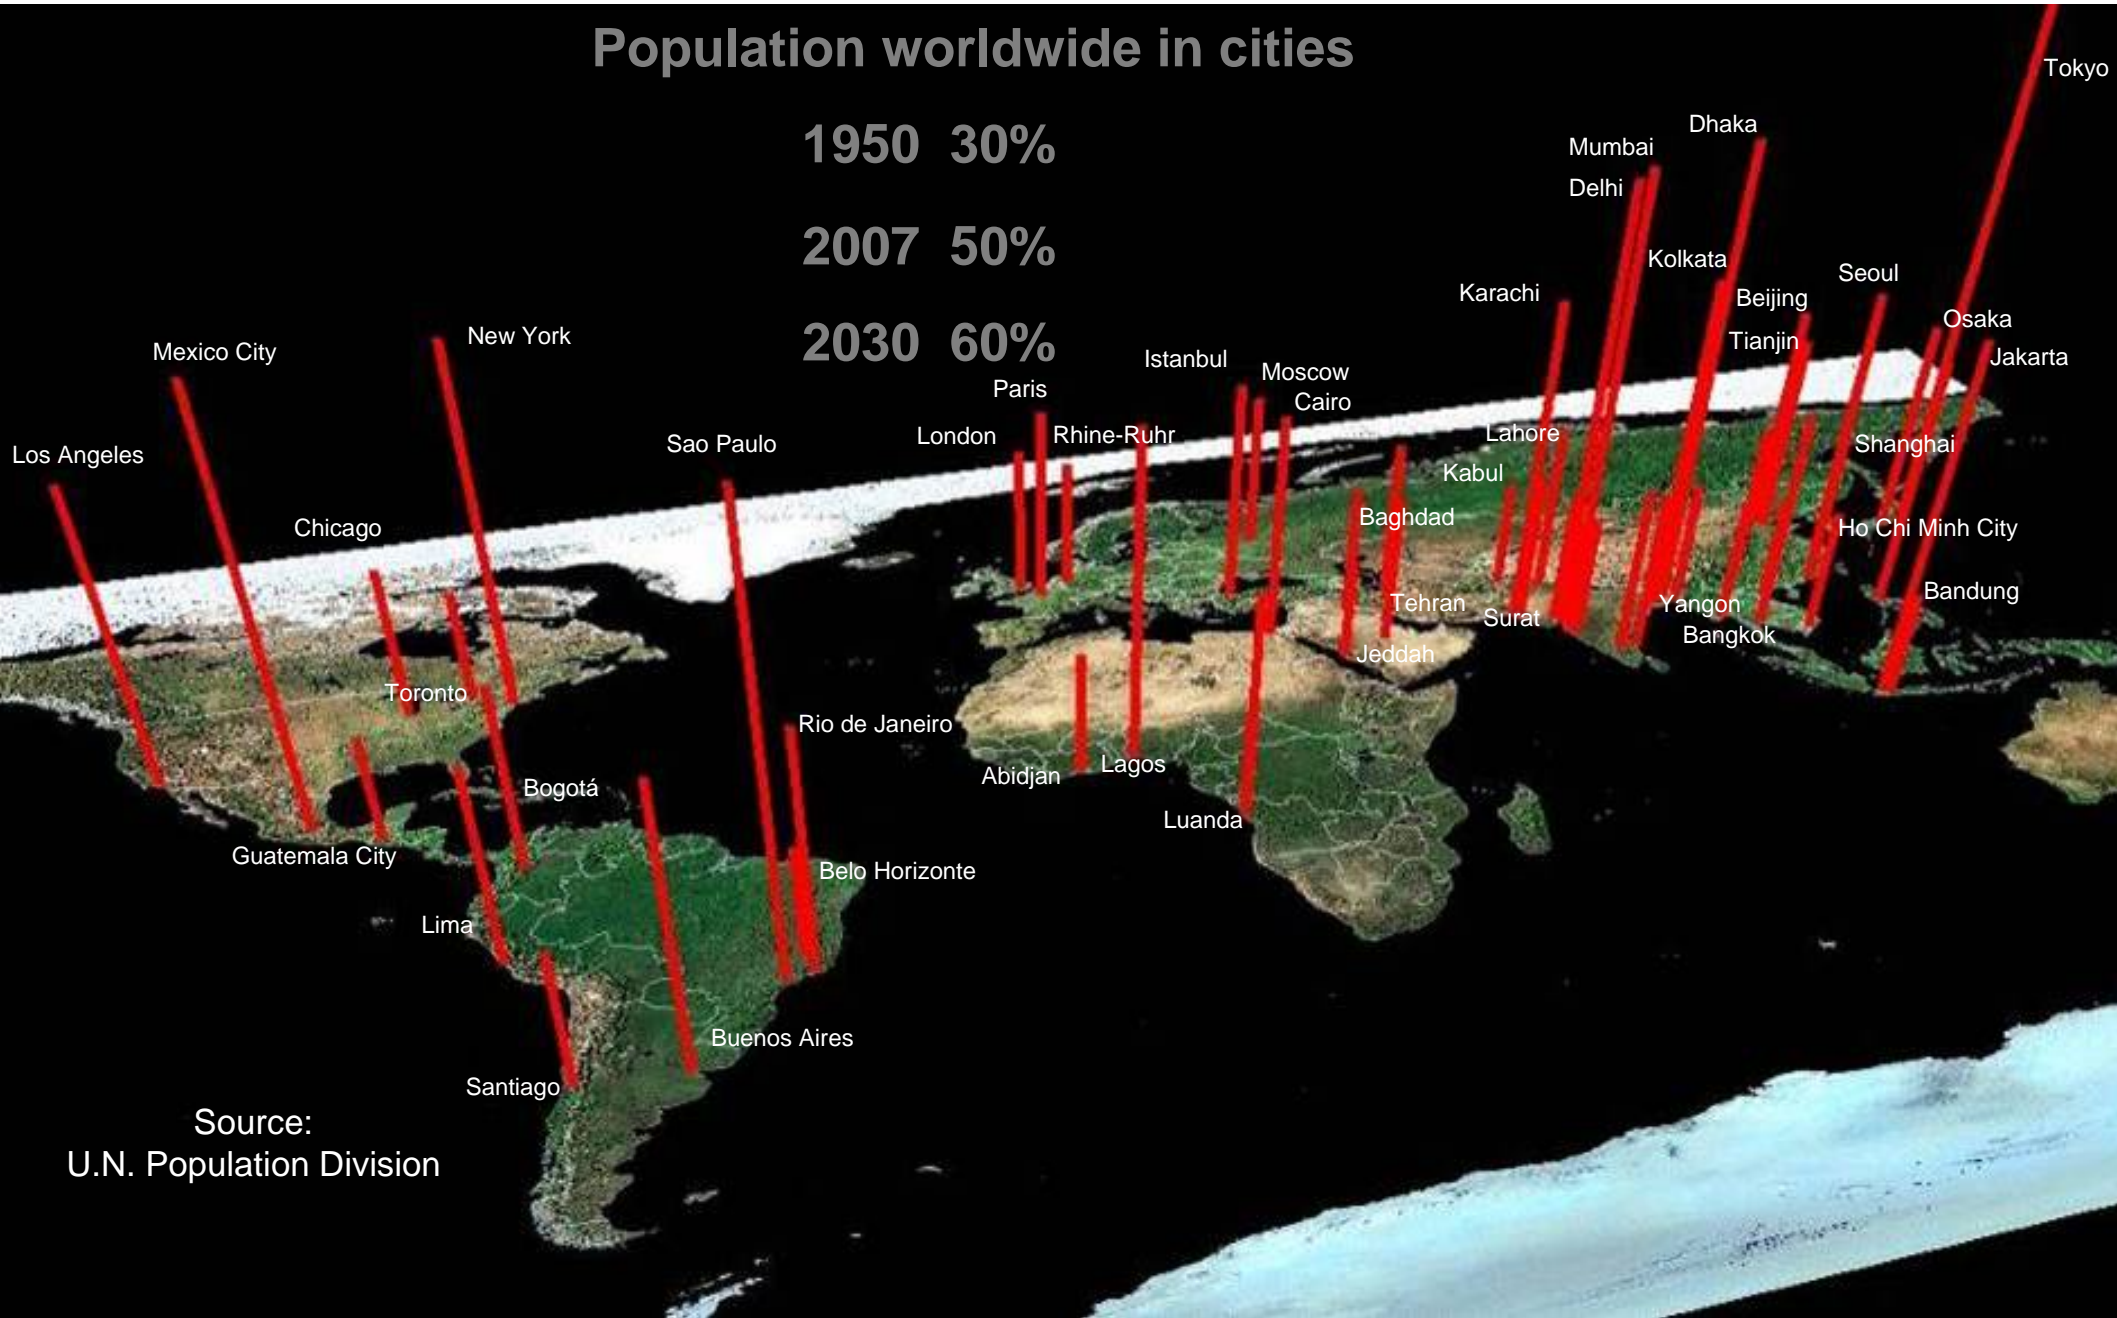 Population worldwide in cities
1950 30%
2007 50%
2030 60%
Tokyo
Dhaka
Mumbai
Delhi
Kolkata
Seoul
Karachi
Beijing
Osaka
Tianjin
Jakarta
New York
Mexico City
Istanbul
Moscow
Paris
Cairo
London
Rhine-Ruhr
Lahore
Shanghai
Sao Paulo
Los Angeles
Kabul
Chicago
Baghdad
Ho Chi Minh City
Bandung
Tehran
Surat
Yangon
Bangkok
Jeddah
Toronto
Rio de Janeiro
Abidjan
Lagos
Bogotá
Luanda
Guatemala City
Belo Horizonte
Lima
Buenos Aires
Santiago
Source:
U.N. Population Division